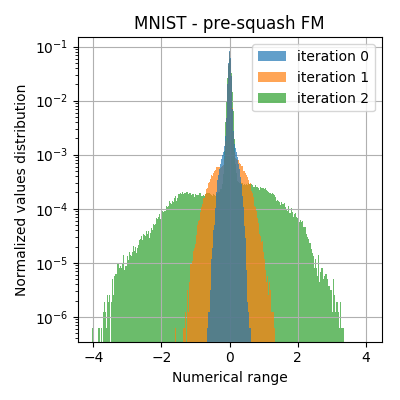 MNIST - pre-squash FM
iteration 0
iteration 1
iteration 2
10⁻¹
10⁻²
10⁻³
10⁻⁴
10⁻⁵
10⁻⁶
Normalized values distribution
−4 −2 0 2 4
Numerical range